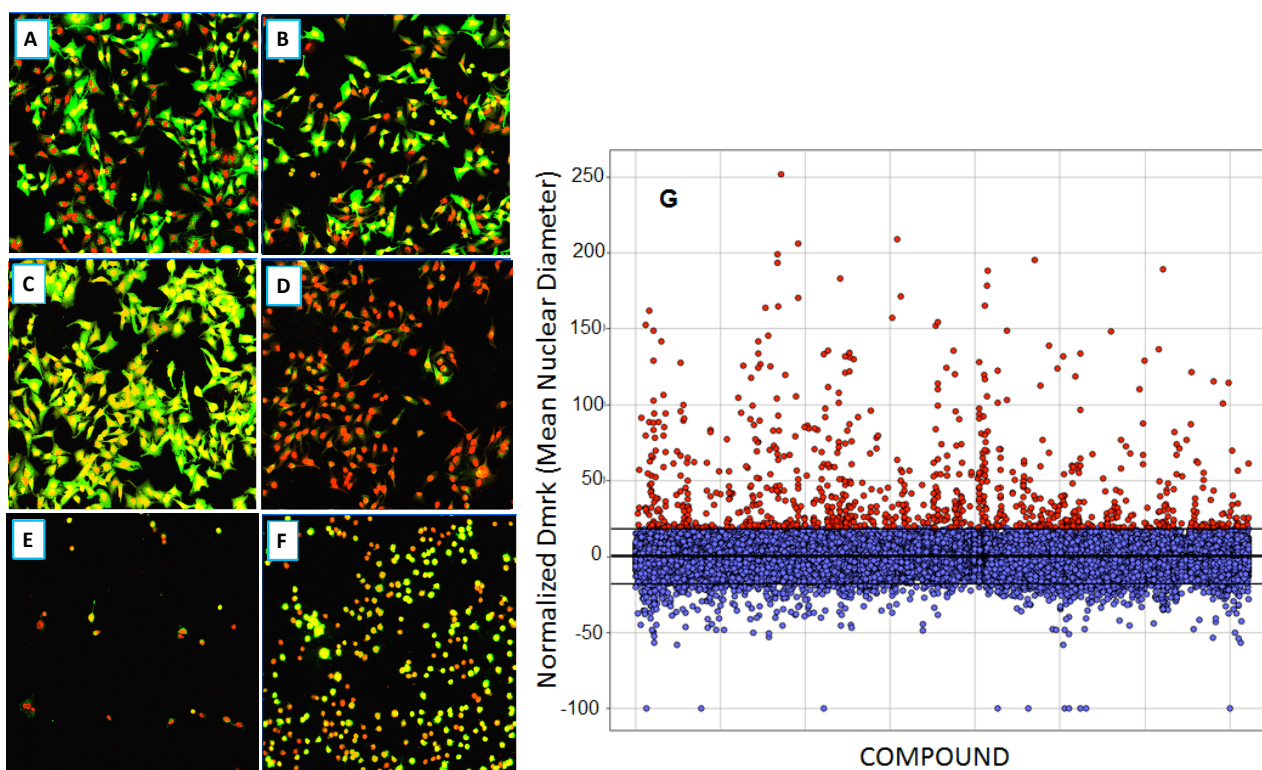 A
B
C
D
E
F
G
Normalized Dmrk (Mean Nuclear Diameter)
250
200
150
100
50
0
-50
-100
COMPOUND